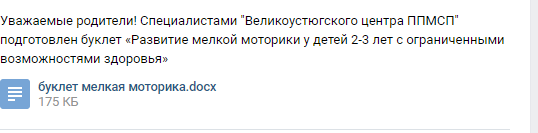 Уважаемые родители! Специалистами "Великоустюгского центра ППМСП"
подготовлен буклет «Развитие мелкой моторики у детей 2-3 лет с ограниченными
возможностями здоровья»
буклет мелкая моторика.docx
175 КБ